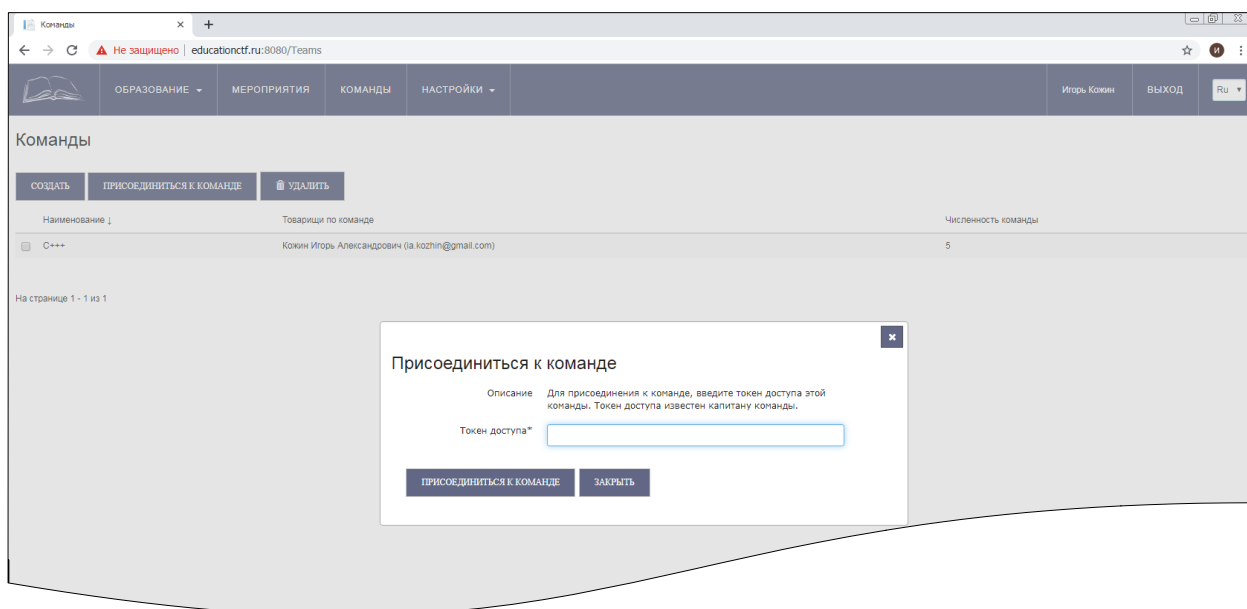 Команды
Не защищено | educationctf.ru:8080/Teams
И
ОБРАЗОВАНИЕ МЕРОПРИЯТИЯ КОМАНДЫ НАСТРОЙКИ Игорь Кожин ВЫХОД Ru
Команды
СОЗДАТЬ ПРИСОЕДИНИТЬСЯ К КОМАНДЕ УДАЛИТЬ
Наименование ↓ Товарищи по команде Численность команды
C+++ Кожин Игорь Александрович (ia.kozhin@gmail.com) 5
На странице 1 - 1 из 1
Присоединиться к команде
Описание Для присоединения к команде, введите токен доступа этой
команды. Токен доступа известен капитану команды.
Токен доступа*
ПРИСОЕДИНИТЬСЯ К КОМАНДЕ ЗАКРЫТЬ